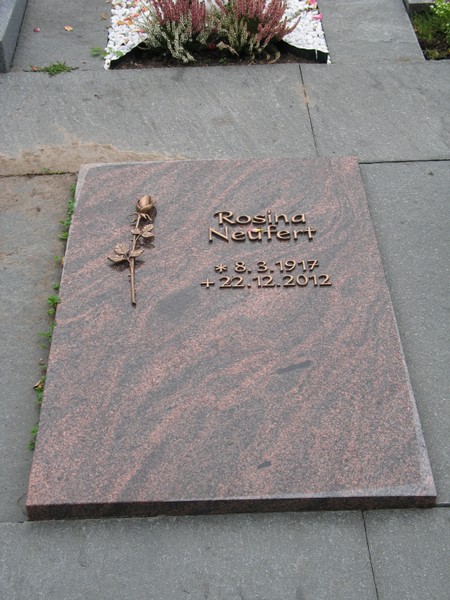 Rosina
Neufert
* 8.3.1917
+ 22.12.2012